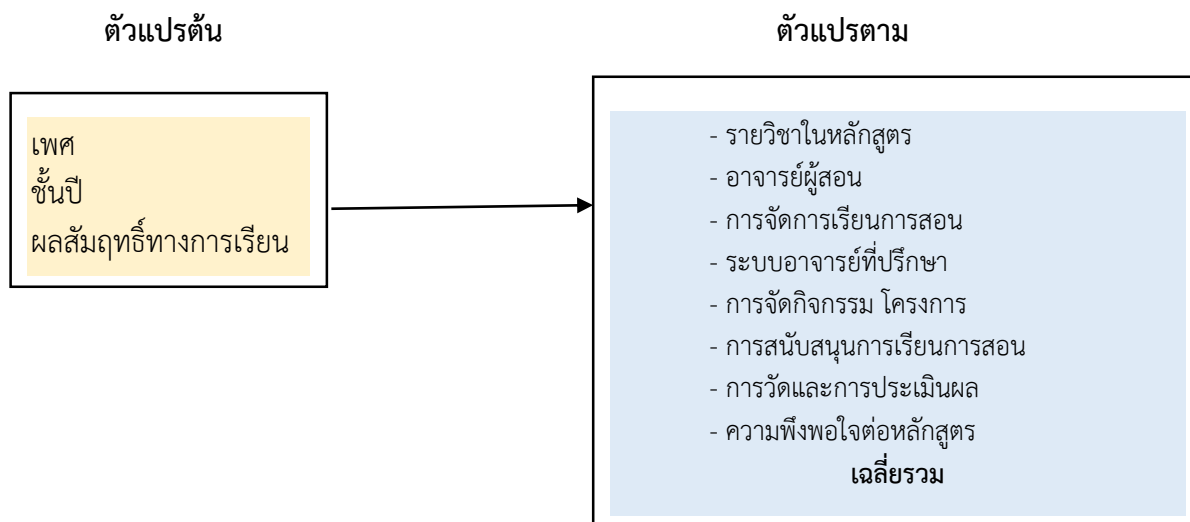 ตัวแปรต้น
ตัวแปรตาม
เพศ
ชั้นปี
ผลสัมฤทธิ์ทางการเรียน
- รายวิชาในหลักสูตร
- อาจารย์ผู้สอน
- การจัดการเรียนการสอน
- ระบบอาจารย์ที่ปรึกษา
- การจัดกิจกรรม โครงการ
- การสนับสนุนการเรียนการสอน
- การวัดและการประเมินผล
- ความพึงพอใจต่อหลักสูตร
เฉลี่ยรวม